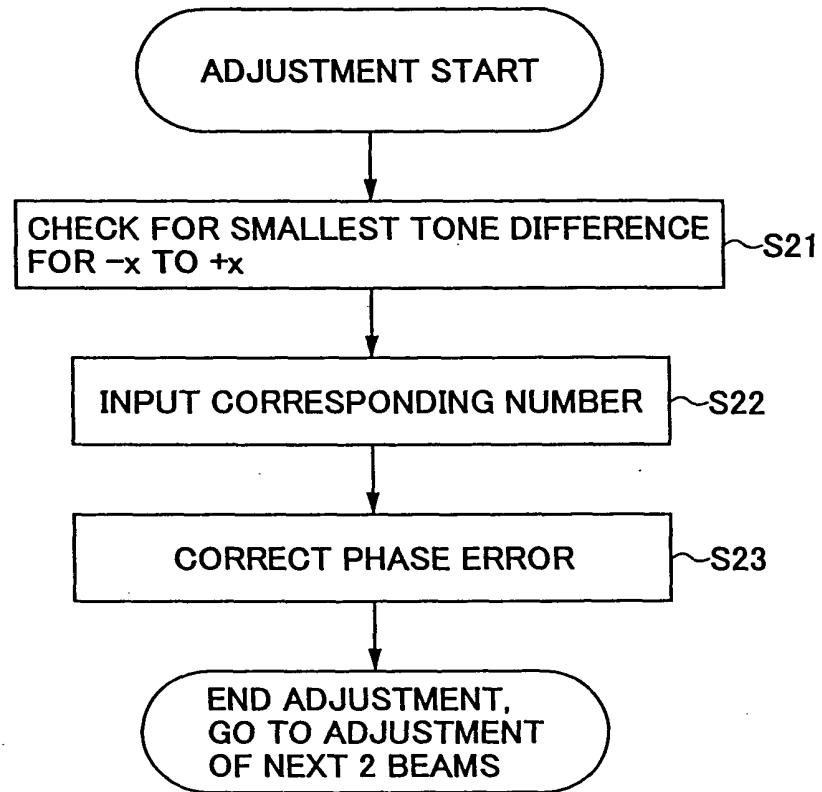 ADJUSTMENT START
CHECK FOR SMALLEST TONE DIFFERENCE
FOR −x TO +x
S21
INPUT CORRESPONDING NUMBER
S22
CORRECT PHASE ERROR
S23
END ADJUSTMENT,
GO TO ADJUSTMENT
OF NEXT 2 BEAMS